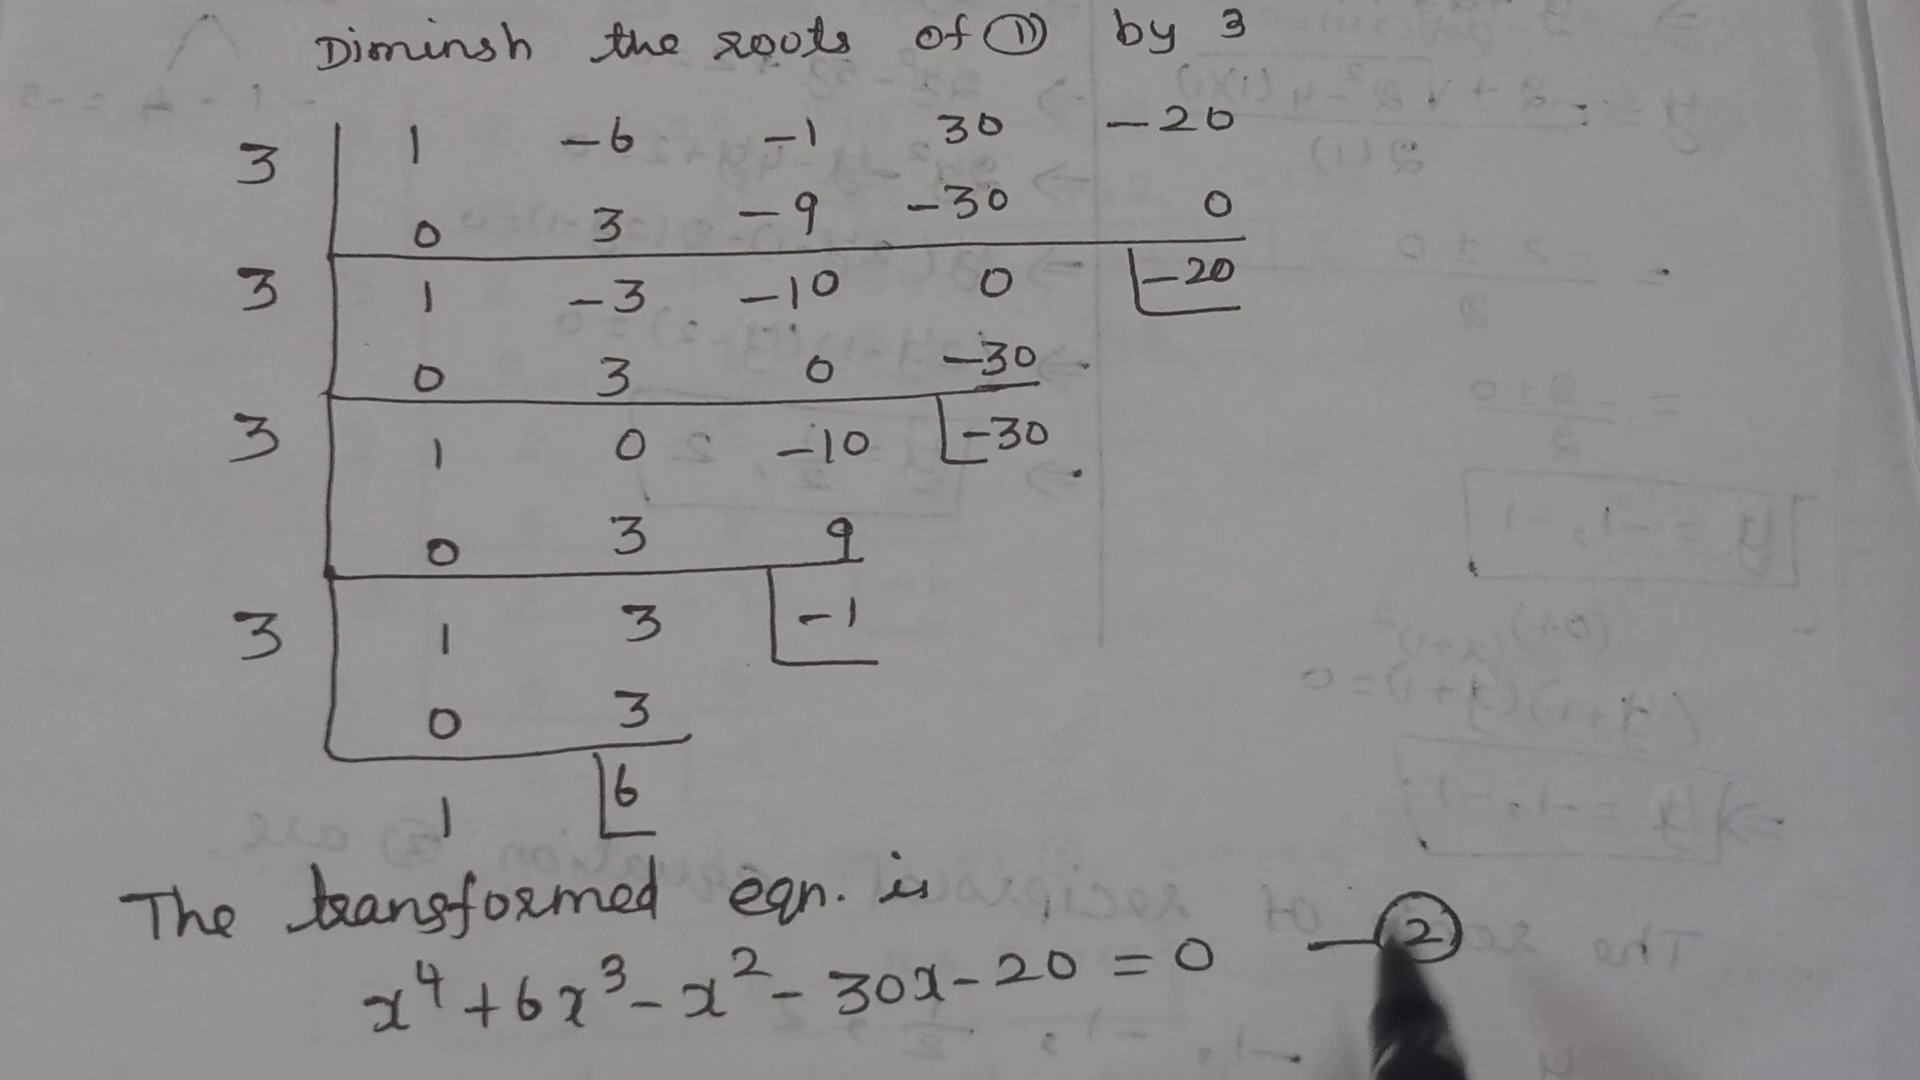 Diminsh the roots of ① by 3
3 | 1 -6 -1 30 -20
0 3 -9 -30 0
3 | 1 -3 -10 0 |-20
0 3 0 -30
3 | 1 0 -10 |-30
0 3 9
3 | 1 3 |-1
0 3
1 |6
The transformed eqn. is
x⁴+6x³-x²-30x-20=0 —②